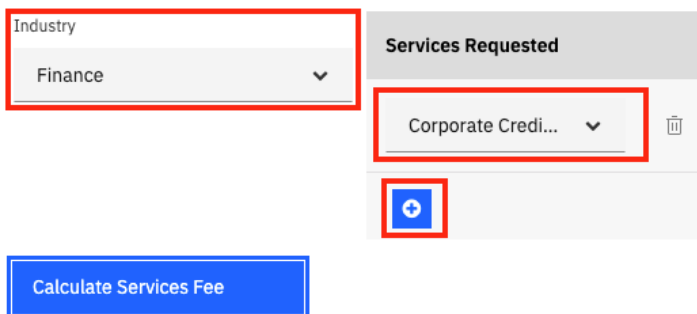 Industry
Finance
Services Requested
Corporate Credi...
Calculate Services Fee